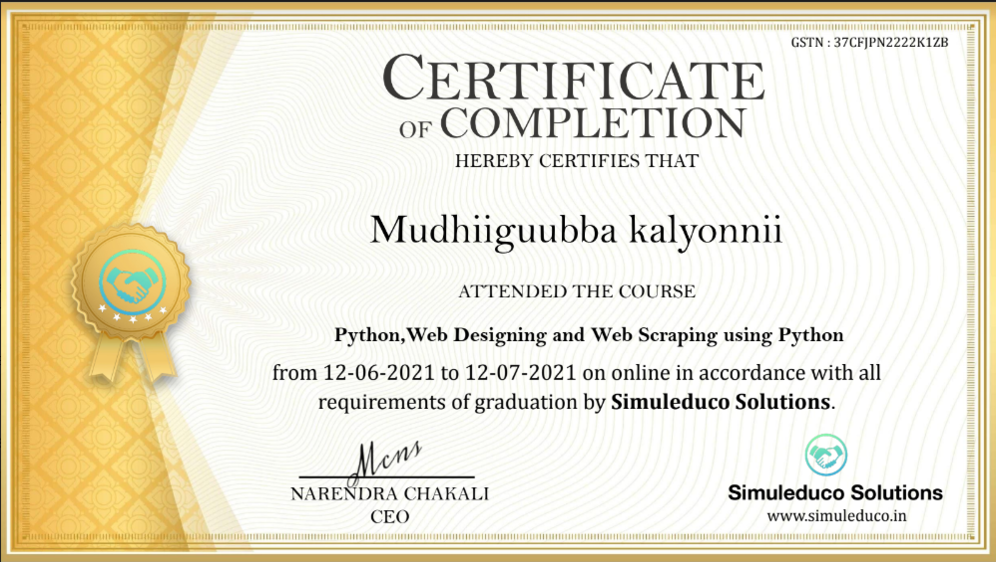 GSTN : 37CFJPN2222K1ZB
CERTIFICATE
OF COMPLETION
HEREBY CERTIFIES THAT
Mudhiiguubba kalyonnii
ATTENDED THE COURSE
Python,Web Designing and Web Scraping using Python
from 12-06-2021 to 12-07-2021 on online in accordance with all
requirements of graduation by Simuleduco Solutions.
Mcns
NARENDRA CHAKALI
CEO
Simuleduco Solutions
www.simuleduco.in